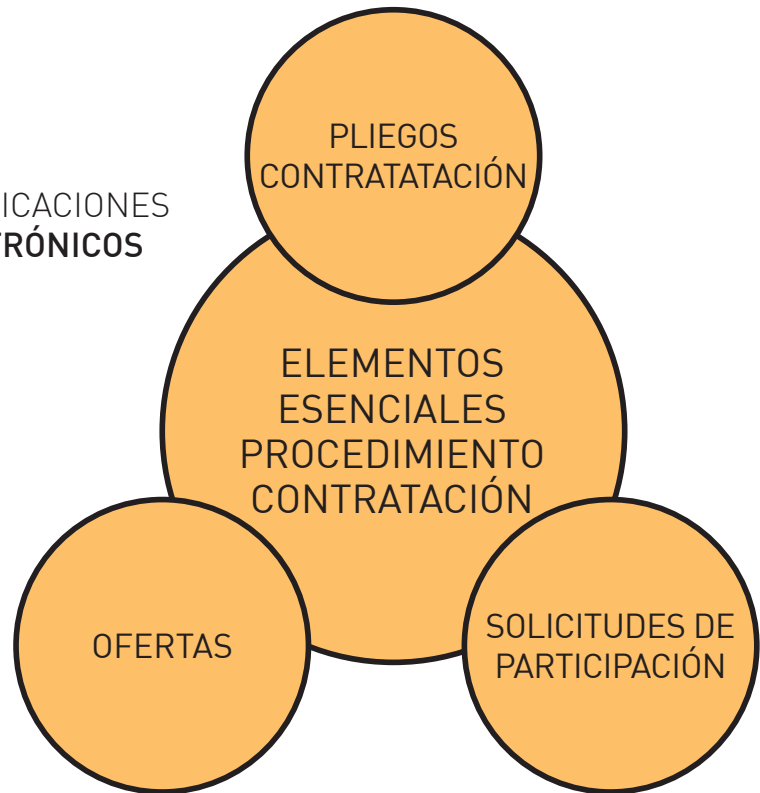 PLIEGOS
CONTRATATACIÓN
ICACIONES
TRÓNICOS
ELEMENTOS
ESENCIALES
PROCEDIMIENTO
CONTRATACIÓN
OFERTAS
SOLICITUDES DE
PARTICIPACIÓN